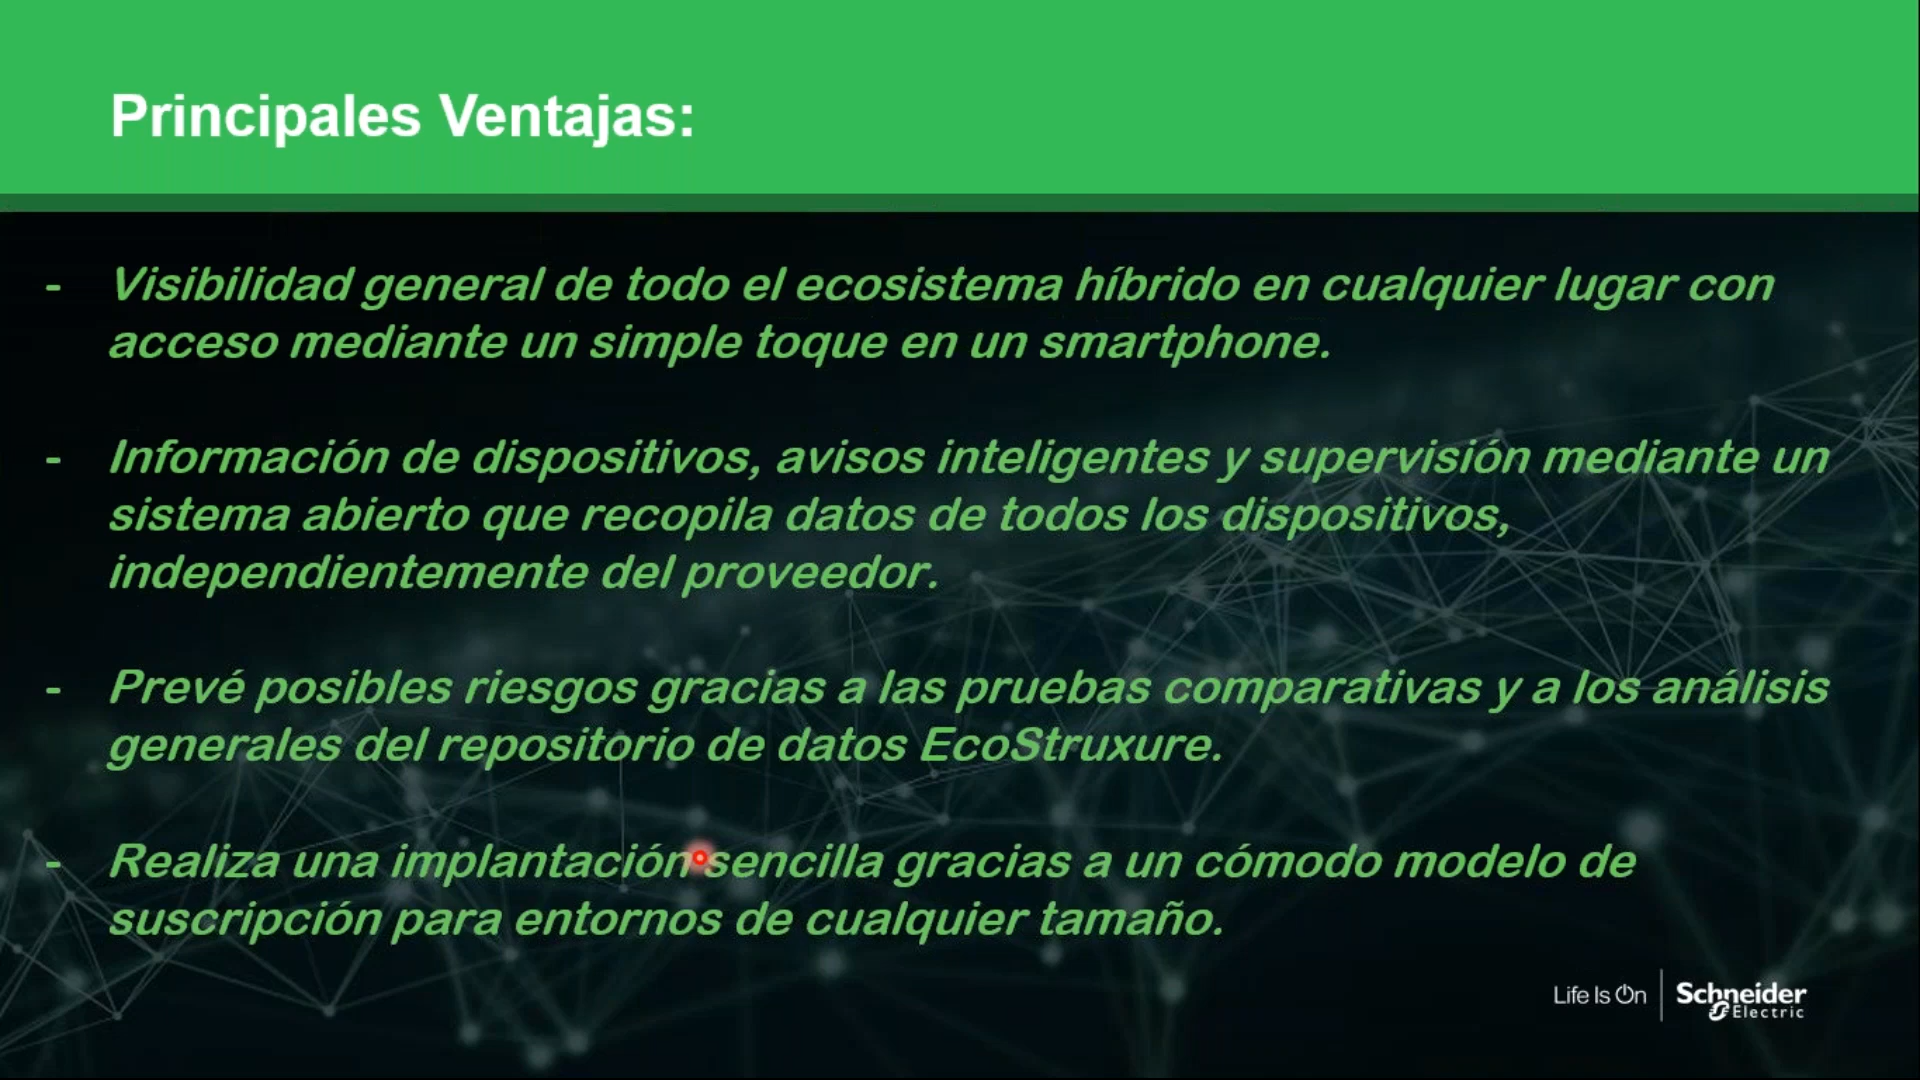 Principales Ventajas:
- Visibilidad general de todo el ecosistema híbrido en cualquier lugar con
acceso mediante un simple toque en un smartphone.
- Información de dispositivos, avisos inteligentes y supervisión mediante un
sistema abierto que recopila datos de todos los dispositivos,
independientemente del proveedor.
- Prevé posibles riesgos gracias a las pruebas comparativas y a los análisis
generales del repositorio de datos EcoStruxure.
- Realiza una implantación sencilla gracias a un cómodo modelo de
suscripción para entornos de cualquier tamaño.
Life Is On | Schneider
Electric